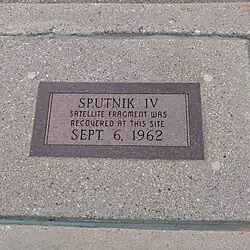 SPUTNIK IV
SATELLITE FRAGMENT WAS
RECOVERED AT THIS SITE
SEPT. 6, 1962